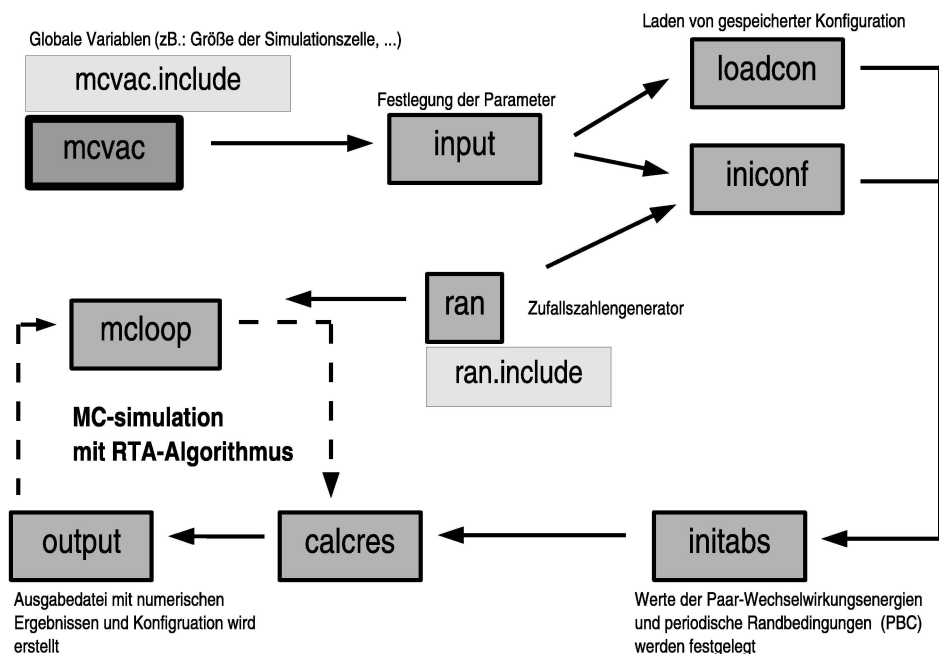 Laden von gespeicherter Konfiguration
Globale Variablen (zB.: Größe der Simulationszelle, ...)
mcvac.include
loadcon
Festlegung der Parameter
mcvac
input
iniconf
ran
Zufallszahlengenerator
mcloop
ran.include
MC-simulation
mit RTA-Algorithmus
output
calcres
initabs
Ausgabedatei mit numerischen
Ergebnissen und Konfigruation wird
erstellt
Werte der Paar-Wechselwirkungsenergien
und periodische Randbedingungen (PBC)
werden festgelegt